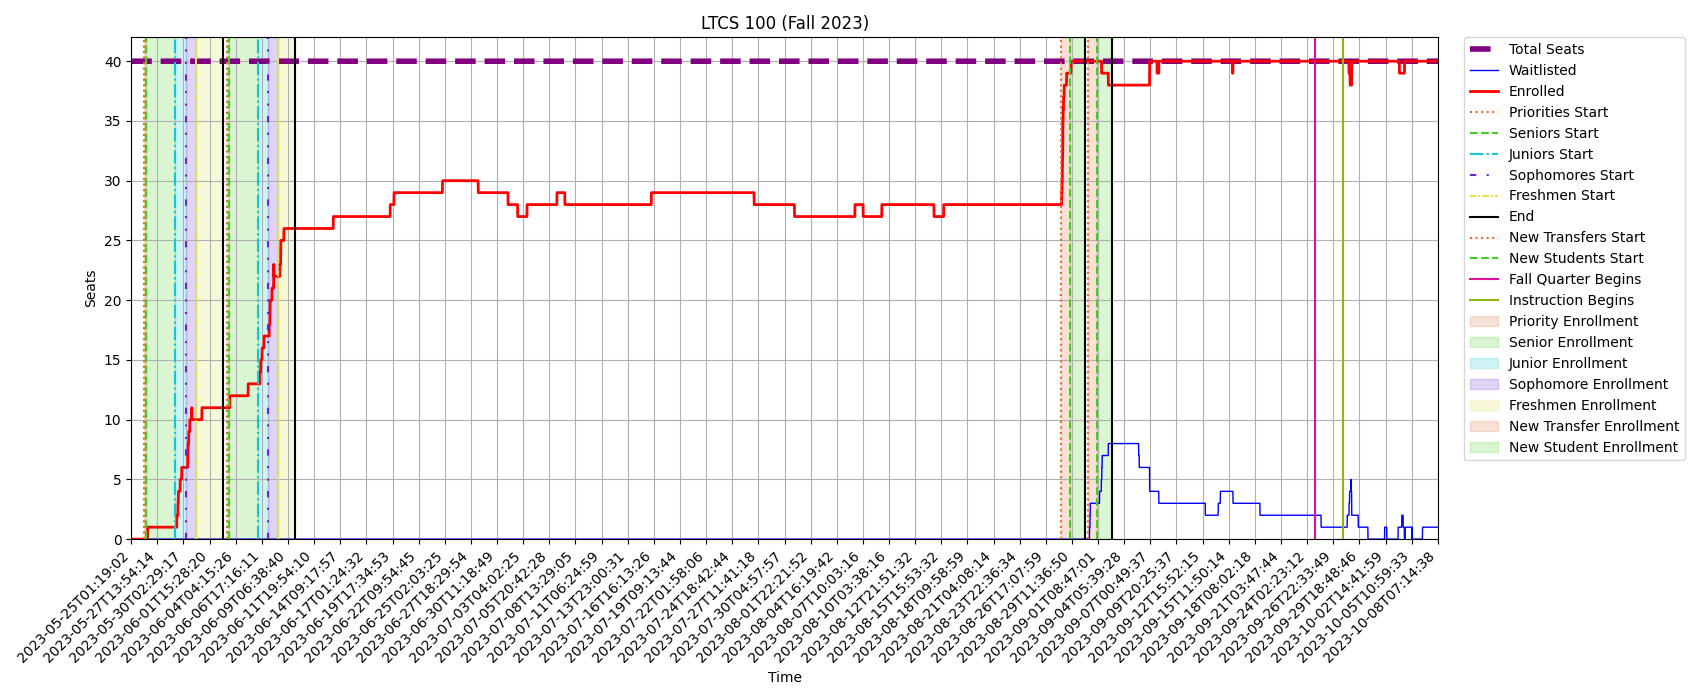 LTCS 100 (Fall 2023)
Seats
40
35
30
25
20
15
10
5
0
2023-05-25T01:19:02
2023-05-27T13:54:14
2023-05-30T02:29:17
2023-06-01T15:28:20
2023-06-04T04:15:26
2023-06-06T17:16:11
2023-06-09T06:38:40
2023-06-11T19:54:10
2023-06-14T09:17:57
2023-06-17T01:24:32
2023-06-19T17:34:53
2023-06-22T09:54:45
2023-06-25T02:03:25
2023-06-27T18:29:54
2023-06-30T11:18:49
2023-07-03T04:02:25
2023-07-05T20:42:28
2023-07-08T13:29:05
2023-07-11T06:24:59
2023-07-13T23:00:31
2023-07-16T16:13:26
2023-07-19T09:13:44
2023-07-22T01:58:06
2023-07-24T18:42:44
2023-07-27T11:41:18
2023-07-30T04:57:57
2023-08-01T22:21:52
2023-08-04T16:19:42
2023-08-07T10:03:16
2023-08-10T03:38:16
2023-08-12T21:51:32
2023-08-15T15:53:32
2023-08-18T09:58:59
2023-08-21T04:08:14
2023-08-23T22:36:34
2023-08-26T17:07:59
2023-08-29T11:36:50
2023-09-01T08:47:01
2023-09-04T05:39:28
2023-09-07T00:49:37
2023-09-09T20:25:37
2023-09-12T15:52:15
2023-09-15T11:50:14
2023-09-18T08:02:18
2023-09-21T03:47:44
2023-09-24T02:23:12
2023-09-26T22:33:49
2023-09-29T18:48:46
2023-10-02T14:41:59
2023-10-05T10:59:33
2023-10-08T07:14:38
Time
Total Seats
Waitlisted
Enrolled
Priorities Start
Seniors Start
Juniors Start
Sophomores Start
Freshmen Start
End
New Transfers Start
New Students Start
Fall Quarter Begins
Instruction Begins
Priority Enrollment
Senior Enrollment
Junior Enrollment
Sophomore Enrollment
Freshmen Enrollment
New Transfer Enrollment
New Student Enrollment